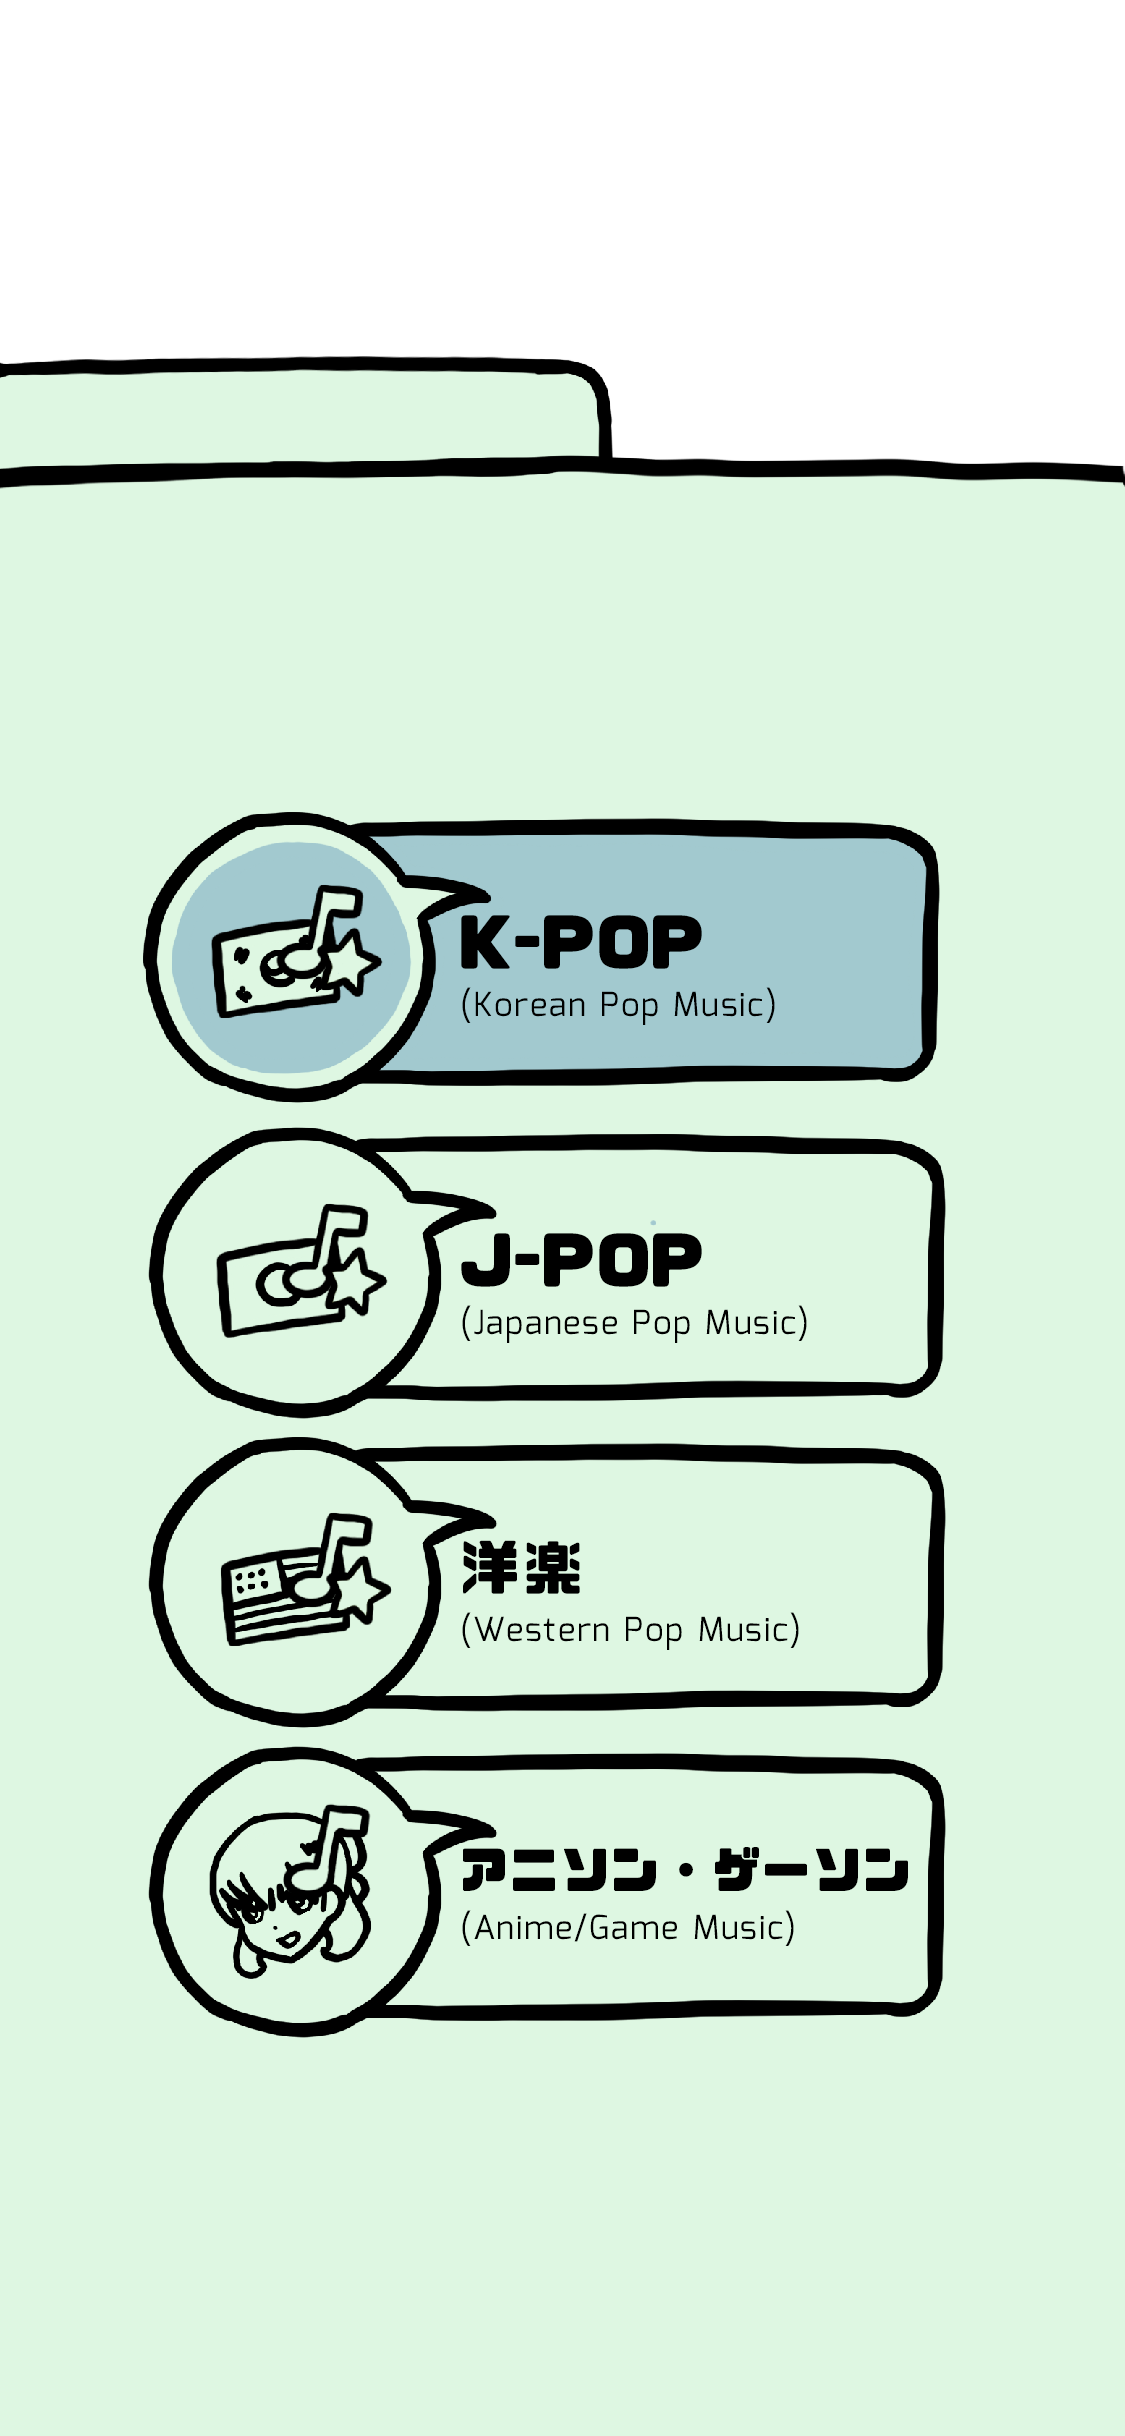 K-POP
(Korean Pop Music)
J-POP
(Japanese Pop Music)
洋楽
(Western Pop Music)
アニソン・ゲーソン
(Anime/Game Music)